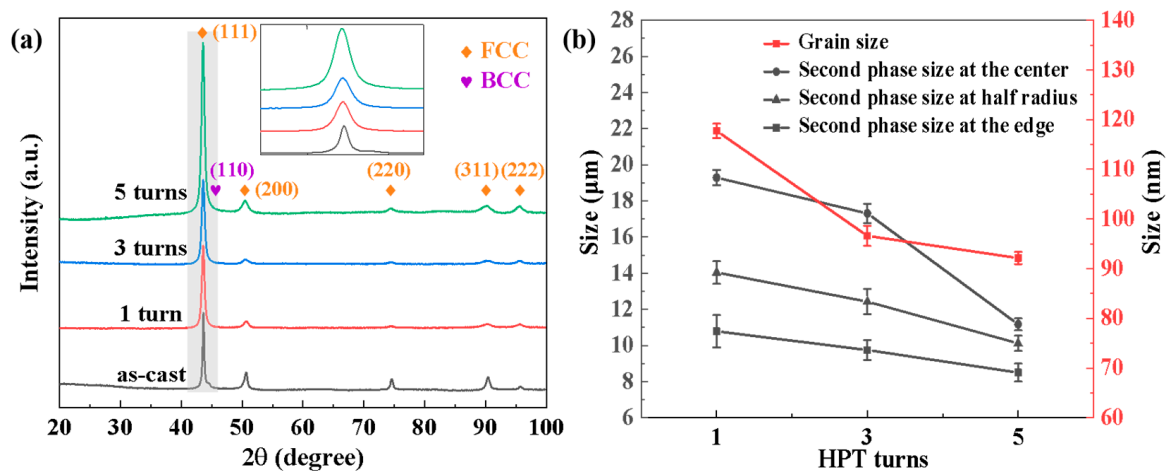 (a)
(111)
FCC
BCC
5 turns
(110)
(200)
(220)
(311)
(222)
3 turns
1 turn
as-cast
Intensity (a.u.)
20 30 40 50 60 70 80 90 100
2θ (degree)
(b)
Grain size
Second phase size at the center
Second phase size at half radius
Second phase size at the edge
Size (μm)
28
26
24
22
20
18
16
14
12
10
8
6
Size (nm)
140
130
120
110
100
90
80
70
60
1 3 5
HPT turns